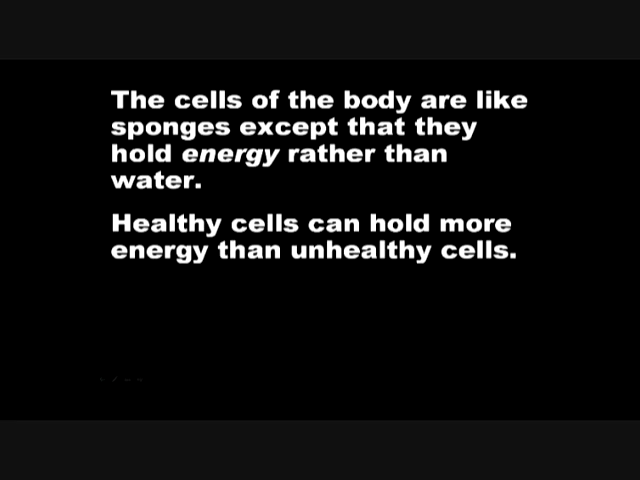 The cells of the body are like
sponges except that they
hold energy rather than
water.
Healthy cells can hold more
energy than unhealthy cells.